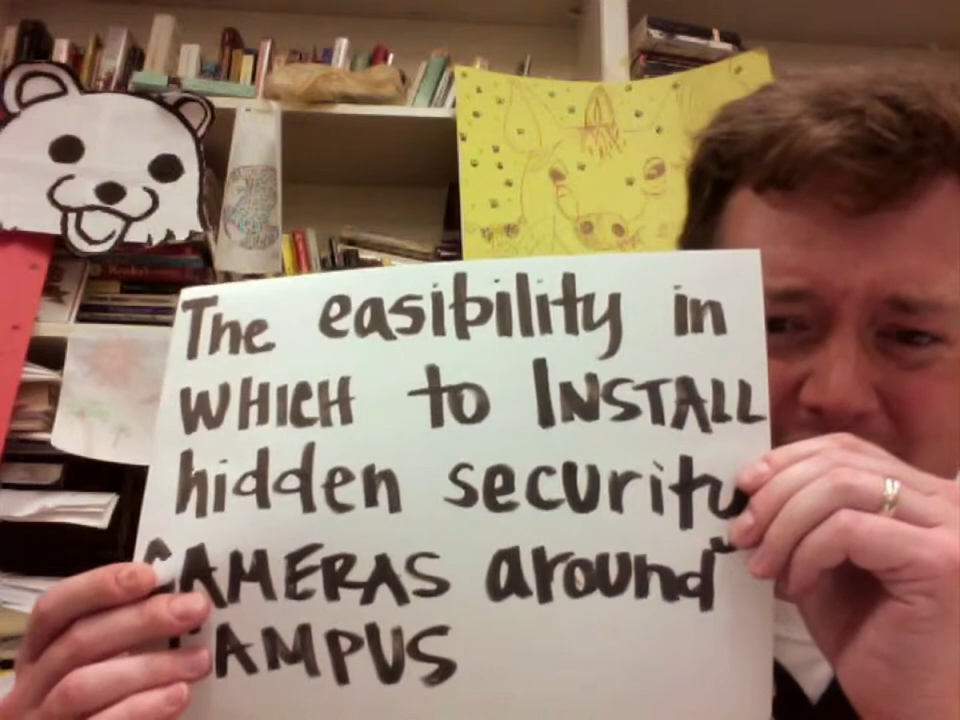 The easibility in
WHICH to INSTALL
hidden security
CAMERAS around
CAMPUS